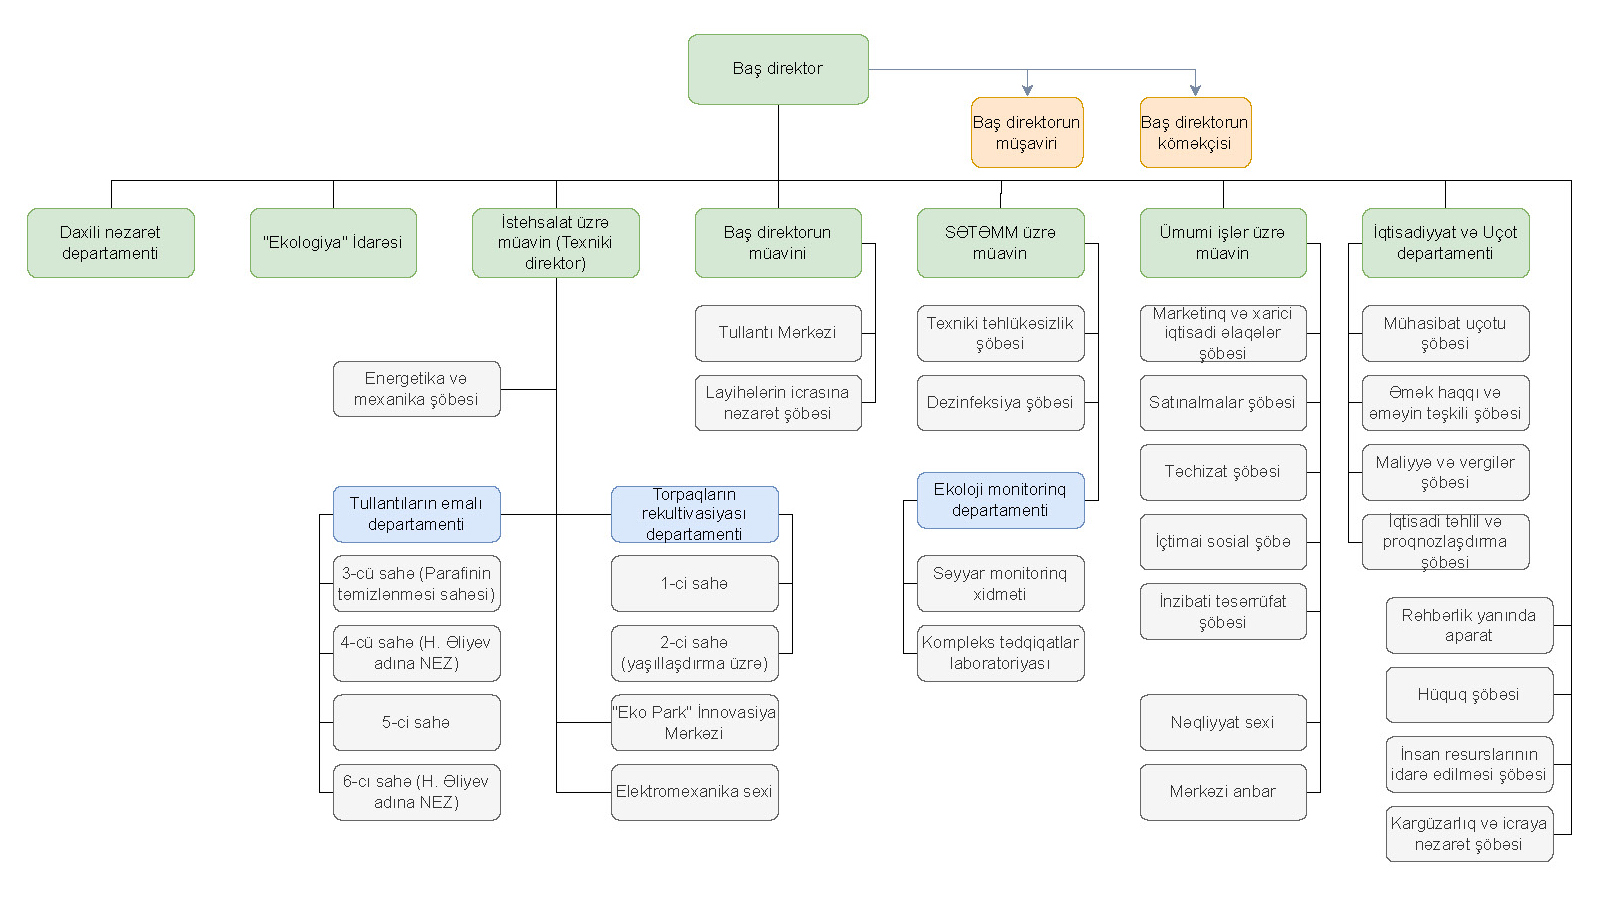 Baş direktor
Baş direktorun
müşaviri
Baş direktorun
köməkçisi
Daxili nəzarət
departamenti
"Ekologiya" İdarəsi
İstehsalat üzrə
müavin (Texniki
direktor)
Baş direktorun
müavini
SƏTƏMM üzrə
müavin
Ümumi işlər üzrə
müavin
İqtisadiyyat və Uçot
departamenti
Energetika və
mexanika şöbəsi
Tullantıların emalı
departamenti
3-cü sahə (Parafinin
təmizlənməsi sahəsi)
4-cü sahə (H. Əliyev
adına NEZ)
5-ci sahə
6-cı sahə (H. Əliyev
adına NEZ)
Torpaqların
rekultivasiyası
departamenti
1-ci sahə
2-ci sahə
(yaşıllaşdırma üzrə)
"Eko Park" İnnovasiya
Mərkəzi
Elektromexanika sexi
Tullantı Mərkəzi
Layihələrin icrasına
nəzarət şöbəsi
Texniki təhlükəsizlik
şöbəsi
Dezinfeksiya şöbəsi
Ekoloji monitorinq
departamenti
Səyyar monitorinq
xidməti
Kompleks tədqiqatlar
laboratoriyası
Marketinq və xarici
iqtisadi əlaqələr
şöbəsi
Satınalmalar şöbəsi
Təchizat şöbəsi
İçtimai sosial şöbə
İnzibati təsərrüfat
şöbəsi
Nəqliyyat sexi
Mərkəzi anbar
Mühasibat uçotu
şöbəsi
Əmək haqqı və
əməyin təşkili şöbəsi
Maliyyə və vergilər
şöbəsi
İqtisadi təhlil və
proqnozlaşdırma
şöbəsi
Rəhbərlik yanında
aparat
Hüquq şöbəsi
İnsan resurslarının
idarə edilməsi şöbəsi
Kargüzarlıq və icraya
nəzarət şöbəsi